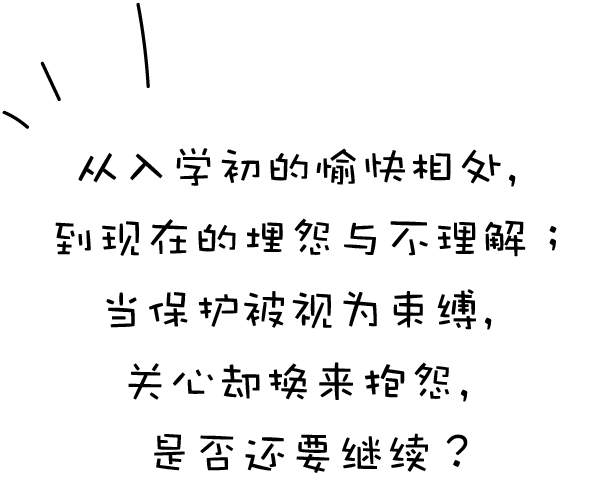 从入学初的愉快相处,
到现在的埋怨与不理解；
当保护被视为束缚,
关心却换来抱怨,
是否还要继续？